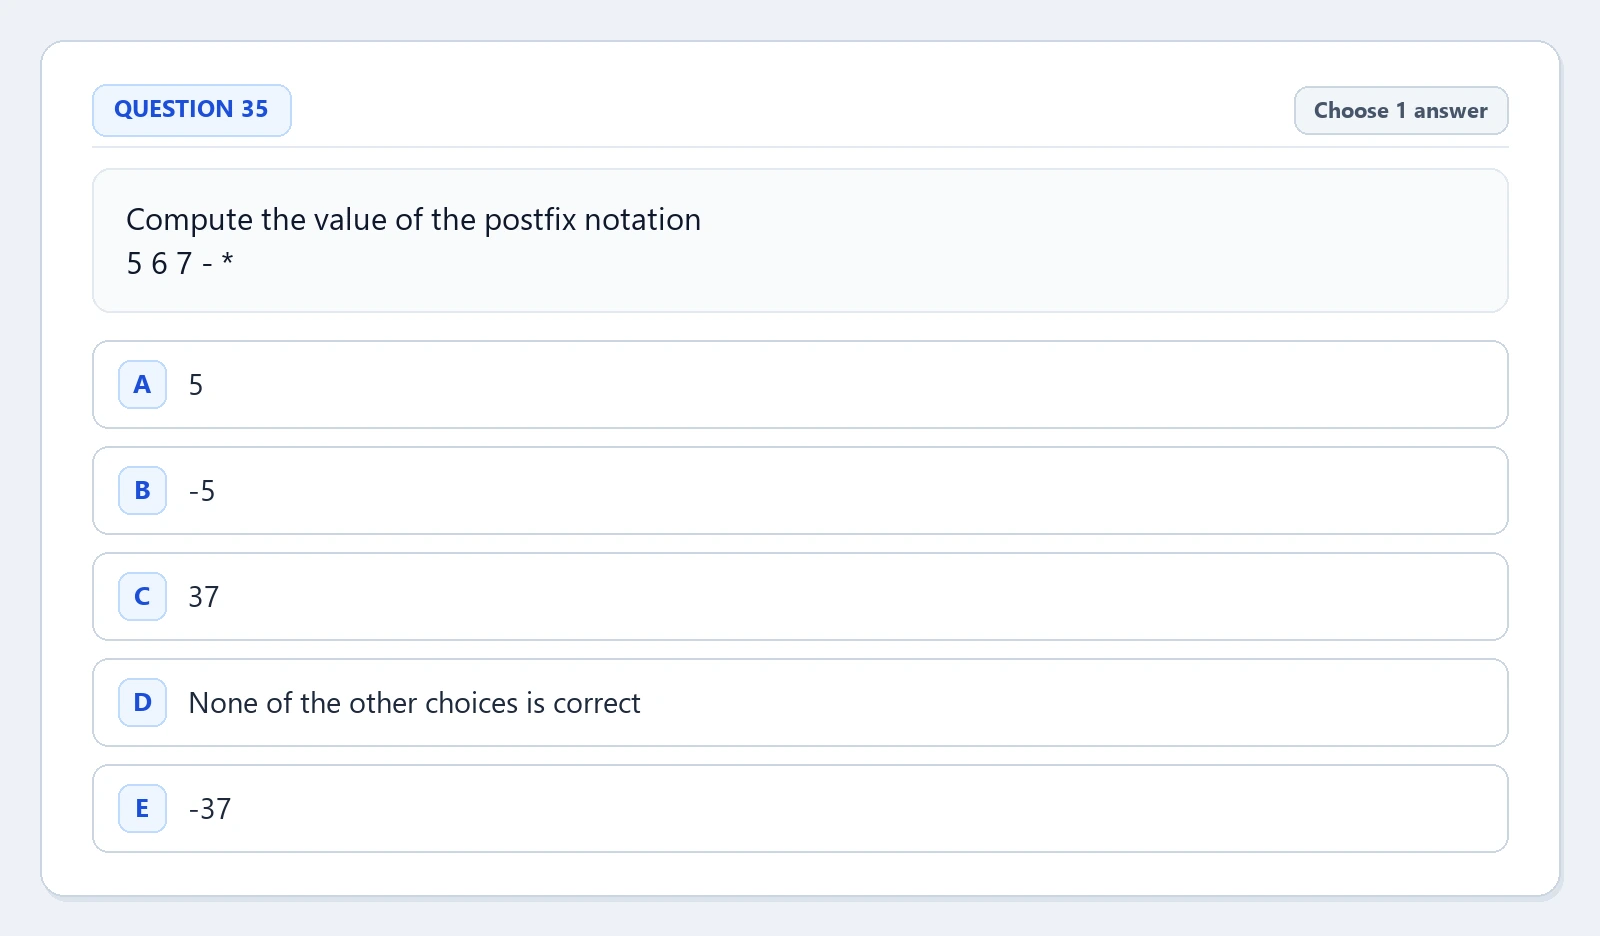 QUESTION 35
Choose 1 answer
Compute the value of the postfix notation
5 6 7 - *
A 5
B -5
C 37
D None of the other choices is correct
E -37